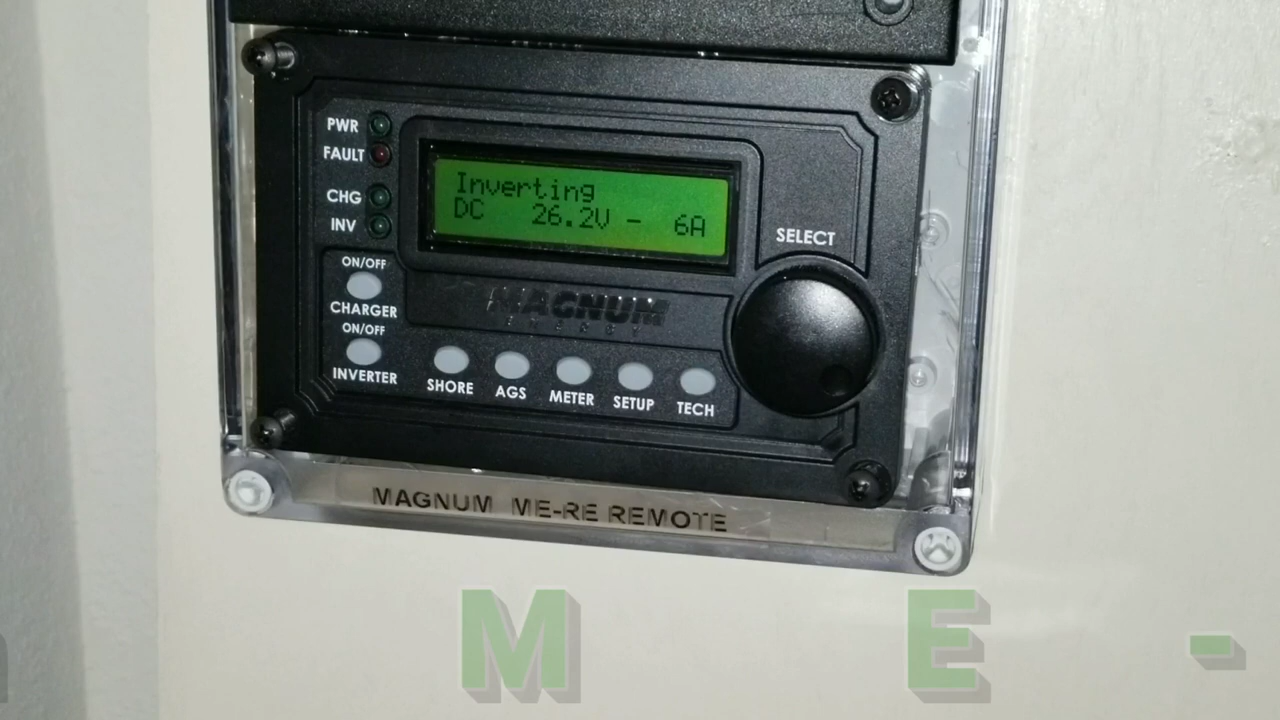 PWR
FAULT
CHG
INV
Inverting
DC 26.2V - 6A
SELECT
ON/OFF
CHARGER
ON/OFF
INVERTER
MAGNUM
ENERGY
SHORE
AGS
METER
SETUP
TECH
MAGNUM ME-RE REMOTE
M E -